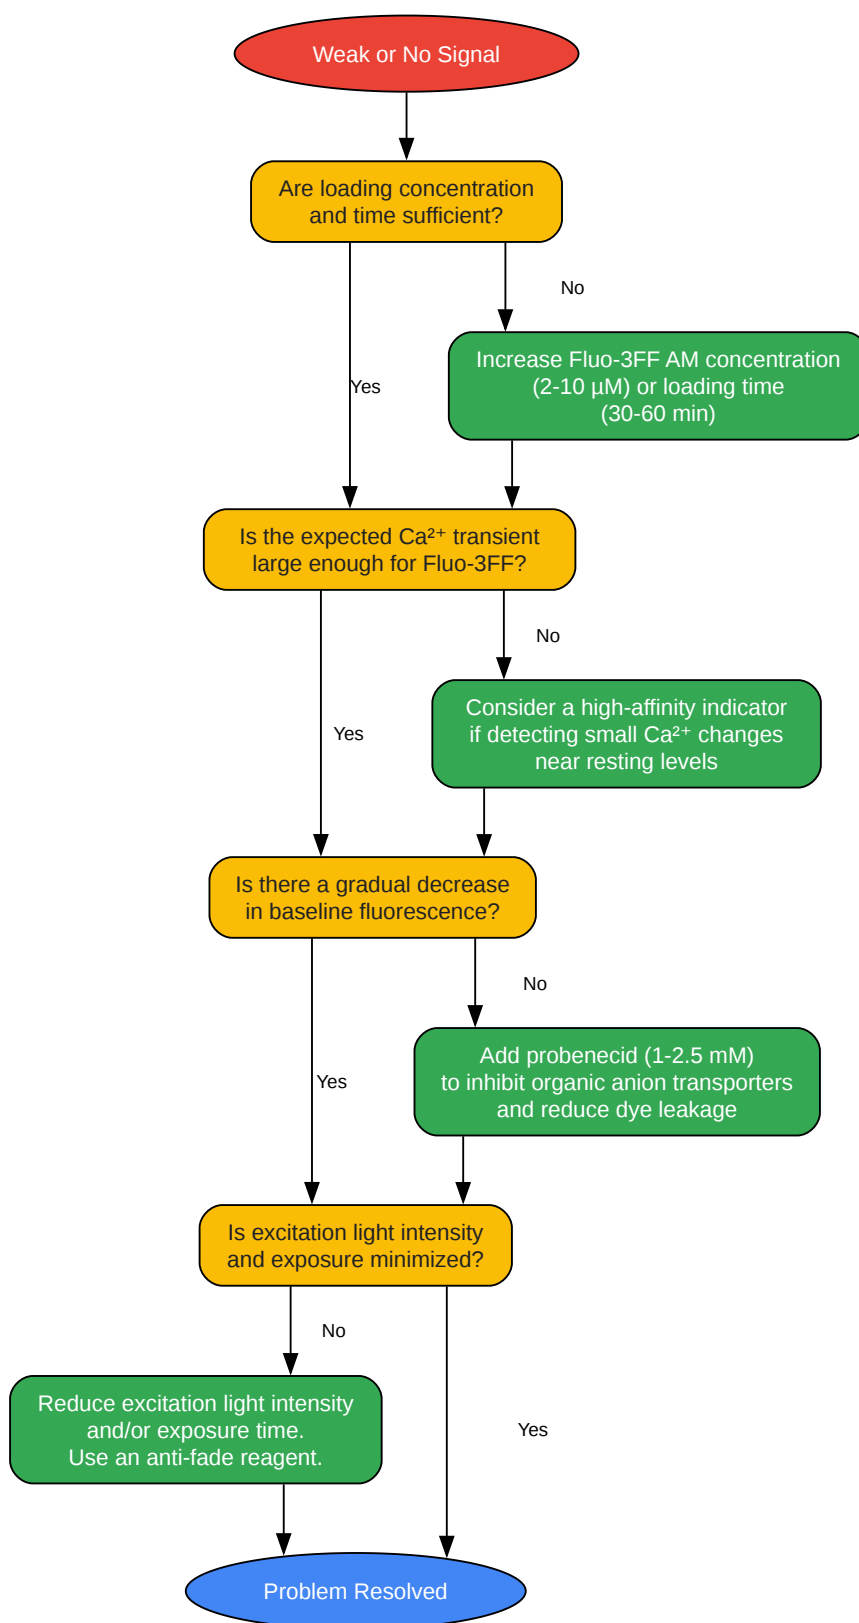 Weak or No Signal
Are loading concentration
and time sufficient?
No
Increase Fluo-3FF AM concentration
(2-10 µM) or loading time
(30-60 min)
Yes
Is the expected Ca²⁺ transient
large enough for Fluo-3FF?
No
Consider a high-affinity indicator
if detecting small Ca²⁺ changes
near resting levels
Yes
Is there a gradual decrease
in baseline fluorescence?
No
Add probenecid (1-2.5 mM)
to inhibit organic anion transporters
and reduce dye leakage
Yes
Is excitation light intensity
and exposure minimized?
No
Reduce excitation light intensity
and/or exposure time.
Use an anti-fade reagent.
Yes
Problem Resolved